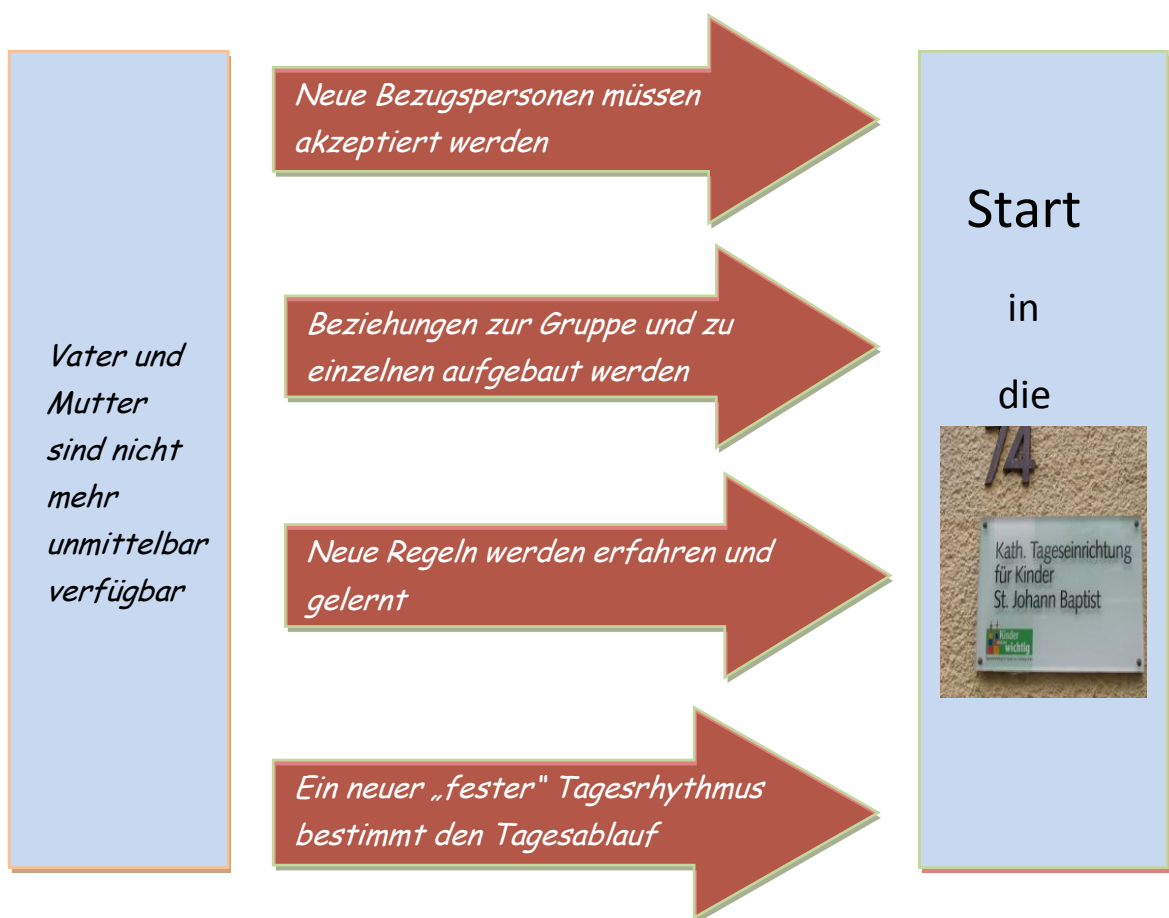 Vater und
Mutter
sind nicht
mehr
unmittelbar
verfügbar
Neue Bezugspersonen müssen
akzeptiert werden
Beziehungen zur Gruppe und zu
einzelnen aufgebaut werden
Neue Regeln werden erfahren und
gelernt
Ein neuer „fester" Tagesrhythmus
bestimmt den Tagesablauf
Start
in
die
74
Kath. Tageseinrichtung
für Kinder
St. Johann Baptist
Kinder
wichtig